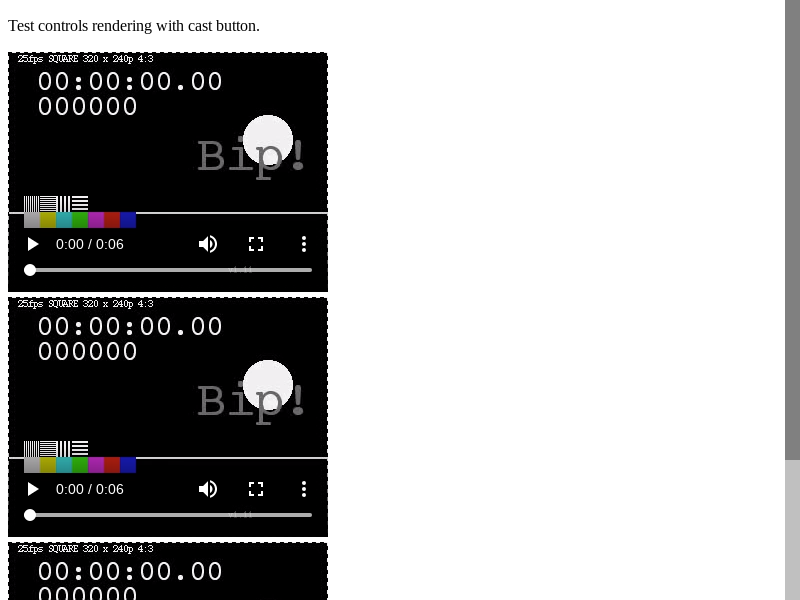 Test controls rendering with cast button.
25fps SQUARE 320 x 240p 4:3
00:00:00.00
000000
Bip!
0:00 / 0:06
25fps SQUARE 320 x 240p 4:3
00:00:00.00
000000
Bip!
0:00 / 0:06
25fps SQUARE 320 x 240p 4:3
00:00:00.00
000000